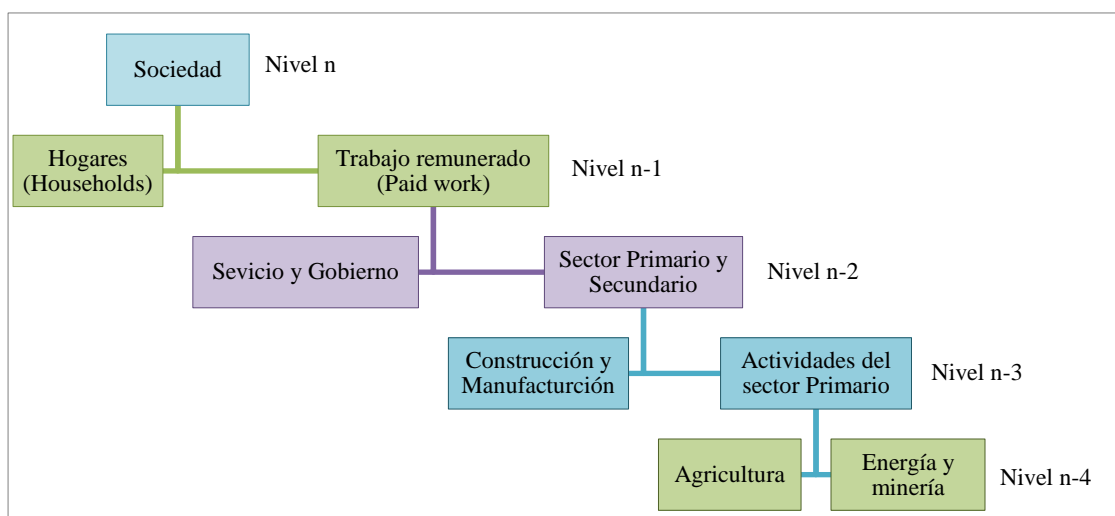 Sociedad
Nivel n
Hogares
(Households)
Trabajo remunerado
(Paid work)
Nivel n-1
Sevicio y Gobierno
Sector Primario y
Secundario
Nivel n-2
Construcción y
Manufacturción
Actividades del
sector Primario
Nivel n-3
Agricultura
Energía y
minería
Nivel n-4